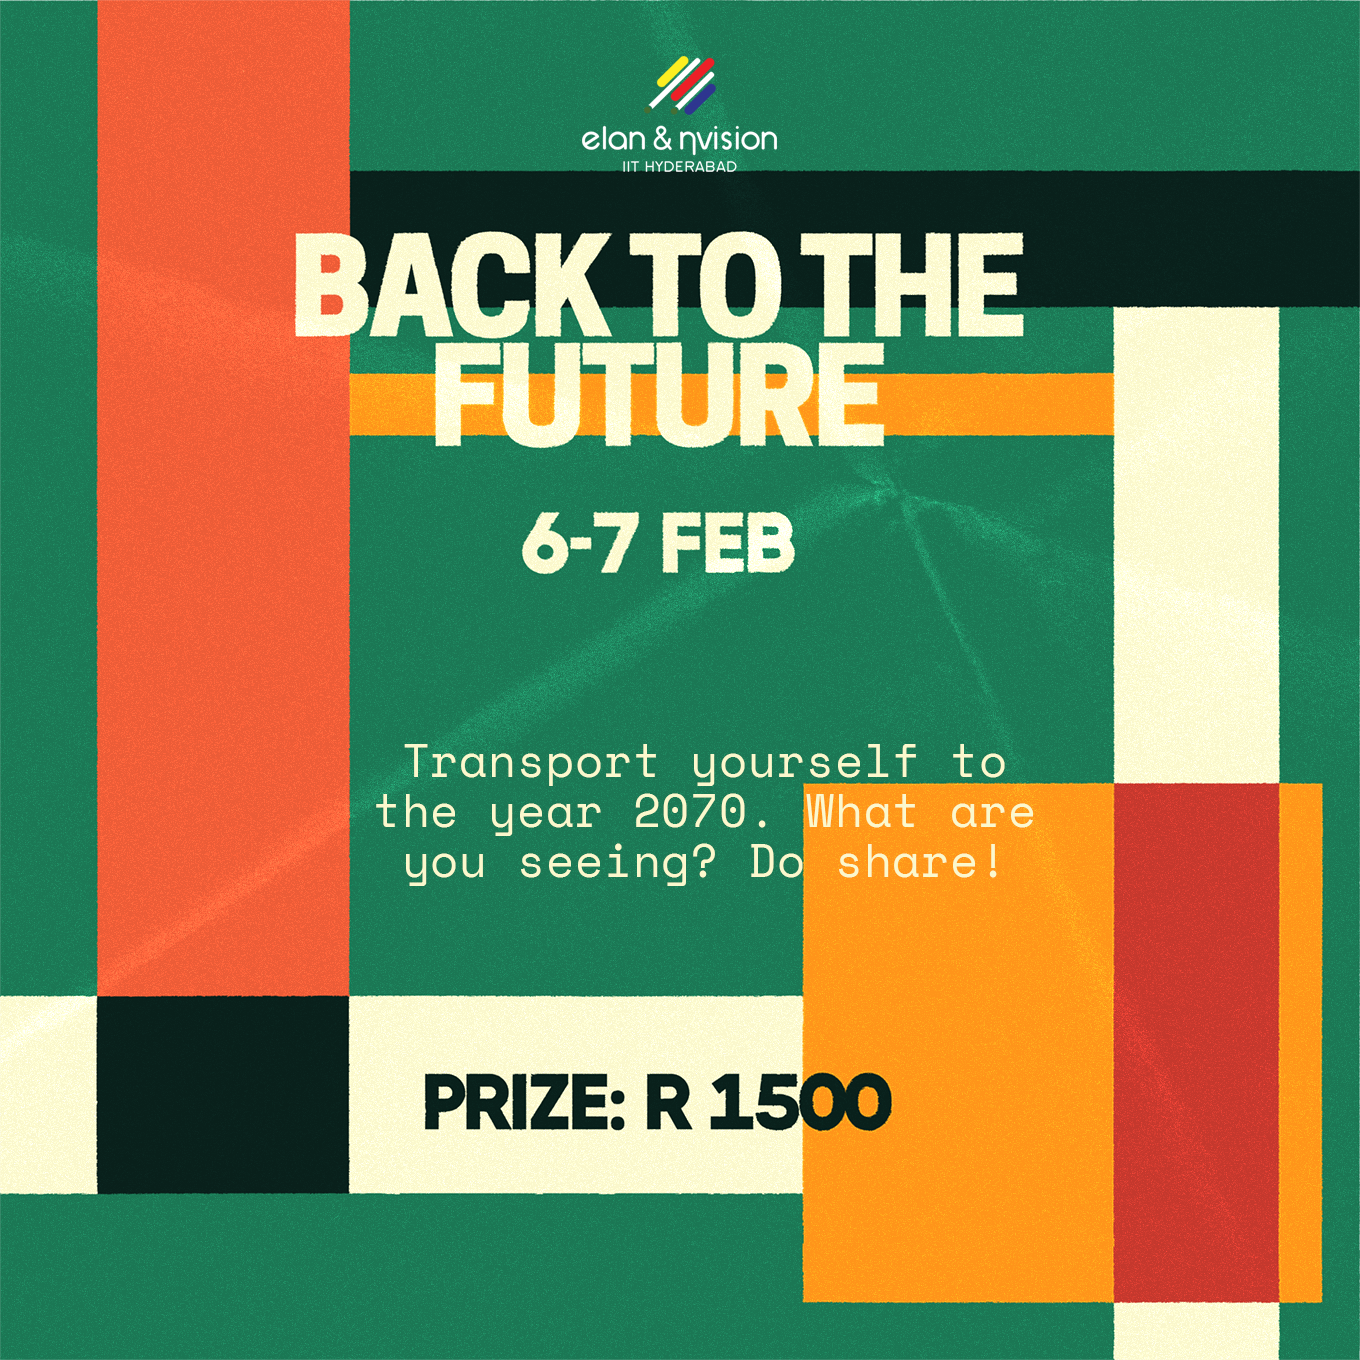 elan & ηvision
IIT HYDERABAD
BACK TO THE
FUTURE
6-7 FEB
Transport yourself to
the year 2070. What are
you seeing? Do share!
PRIZE: R 1500